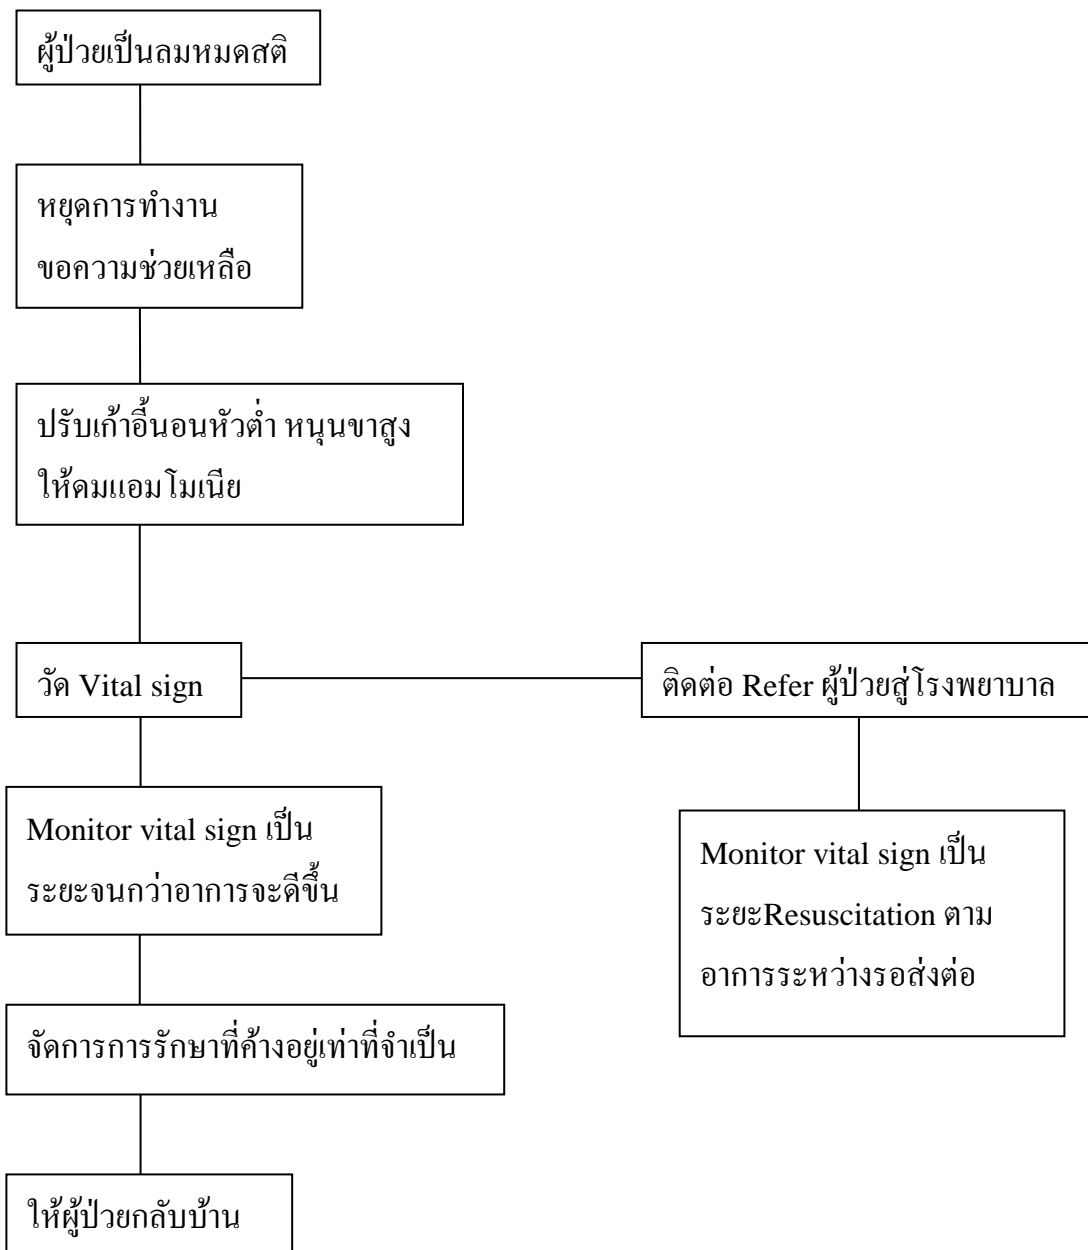 ผู้ป่วยเป็นลมหมดสติ
หยุดการทำงาน
ขอความช่วยเหลือ
ปรับเก้าอี้นอนหัวต่ำ หนุนขาสูง
ให้ดมแอมโมเนีย
วัด Vital sign
ติดต่อ Refer ผู้ป่วยสู่โรงพยาบาล
Monitor vital sign เป็น
ระยะจนกว่าอาการจะดีขึ้น
Monitor vital sign เป็น
ระยะResuscitation ตาม
อาการระหว่างรอส่งต่อ
จัดการการรักษาที่ค้างอยู่เท่าที่จำเป็น
ให้ผู้ป่วยกลับบ้าน